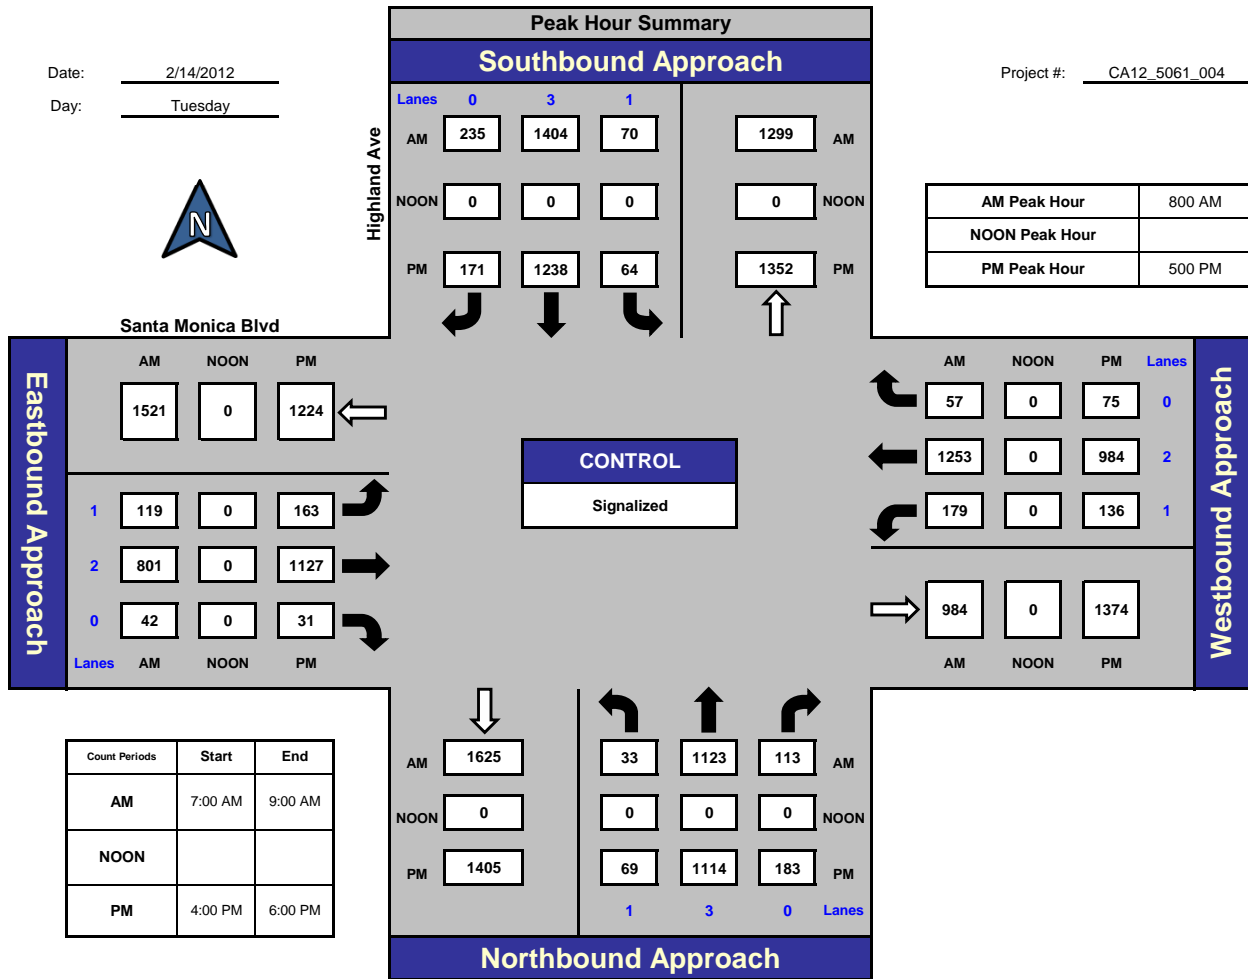 Peak Hour Summary
Southbound Approach
Date: 2/14/2012
Day: Tuesday
Project #: CA12_5061_004
Highland Ave
Lanes 0 3 1
AM 235 1404 70 1299 AM
NOON 0 0 0 0 NOON
PM 171 1238 64 1352 PM
N
AM Peak Hour 800 AM
NOON Peak Hour
PM Peak Hour 500 PM
Santa Monica Blvd
Eastbound Approach
AM NOON PM
1521 0 1224
1 119 0 163
2 801 0 1127
0 42 0 31
Lanes AM NOON PM
CONTROL
Signalized
AM NOON PM Lanes
57 0 75 0
1253 0 984 2
179 0 136 1
984 0 1374
AM NOON PM
Westbound Approach
Count Periods Start End
AM 7:00 AM 9:00 AM
NOON
PM 4:00 PM 6:00 PM
AM 1625 33 1123 113 AM
NOON 0 0 0 0 NOON
PM 1405 69 1114 183 PM
1 3 0 Lanes
Northbound Approach